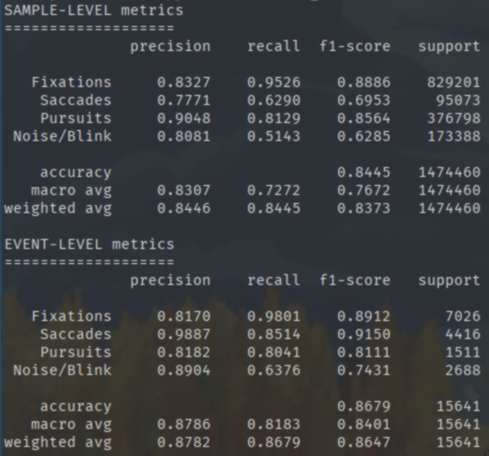 SAMPLE-LEVEL metrics
====================
precision recall f1-score support
Fixations 0.8327 0.9526 0.8886 829201
Saccades 0.7771 0.6290 0.6953 95073
Pursuits 0.9048 0.8129 0.8564 376798
Noise/Blink 0.8081 0.5143 0.6285 173388
accuracy 0.8445 1474460
macro avg 0.8307 0.7272 0.7672 1474460
weighted avg 0.8446 0.8445 0.8373 1474460
EVENT-LEVEL metrics
====================
precision recall f1-score support
Fixations 0.8170 0.9801 0.8912 7026
Saccades 0.9887 0.8514 0.9150 4416
Pursuits 0.8182 0.8041 0.8111 1511
Noise/Blink 0.8904 0.6376 0.7431 2688
accuracy 0.8679 15641
macro avg 0.8786 0.8183 0.8401 15641
weighted avg 0.8782 0.8679 0.8647 15641